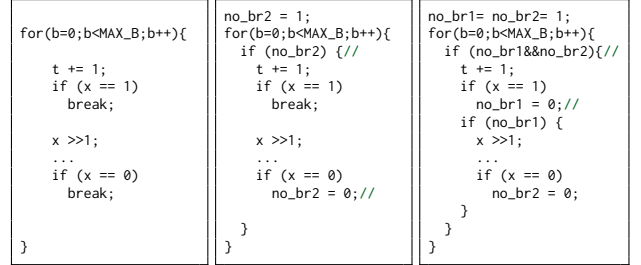 for(b=0;b<MAX_B;b++){
t += 1;
if (x == 1)
break;
x >>1;
...
if (x == 0)
break;
}
no_br2 = 1;
for(b=0;b<MAX_B;b++){
if (no_br2) {//
t += 1;
if (x == 1)
break;
x >>1;
...
if (x == 0)
no_br2 = 0;//
}
}
no_br1= no_br2= 1;
for(b=0;b<MAX_B;b++){
if (no_br1&&no_br2){//
t += 1;
if (x == 1)
no_br1 = 0;//
if (no_br1) {
x >>1;
...
if (x == 0)
no_br2 = 0;
}
}
}